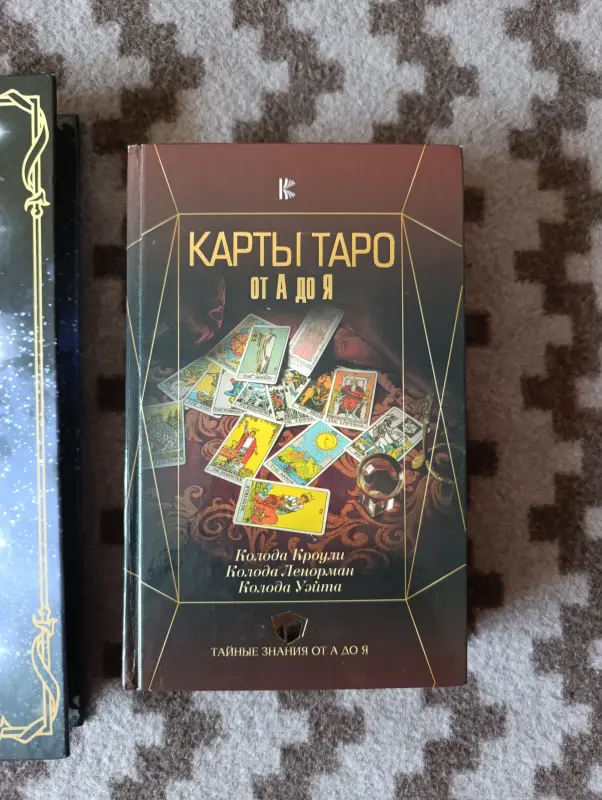 КАРТЫ ТАРО
ОТ А ДО Я
Колода Кроули
Колода Ленорман
Колода Уэйта
ТАЙНЫЕ ЗНАНИЯ ОТ А ДО Я